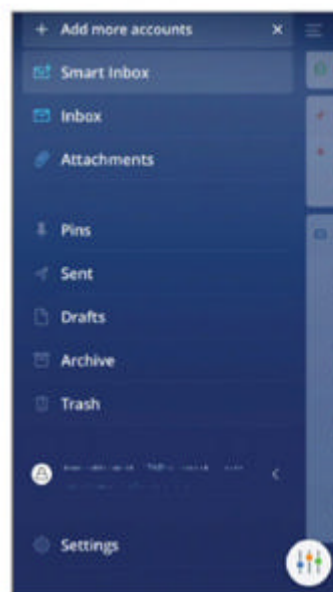 + Add more accounts ×
Smart Inbox
Inbox
Attachments
Pins
Sent
Drafts
Archive
Trash
Settings